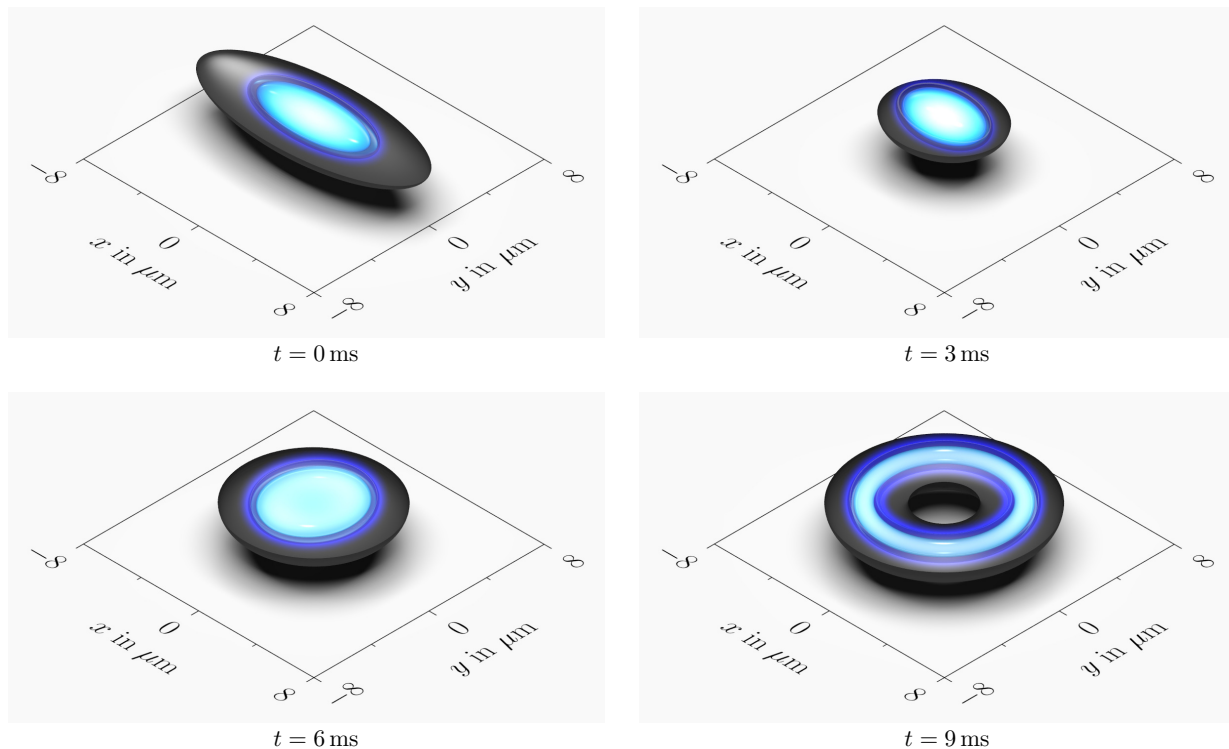 −8 0 8
x in μm
−8 0 8
y in μm
t = 0 ms
−8 0 8
x in μm
−8 0 8
y in μm
t = 3 ms
−8 0 8
x in μm
−8 0 8
y in μm
t = 6 ms
−8 0 8
x in μm
−8 0 8
y in μm
t = 9 ms